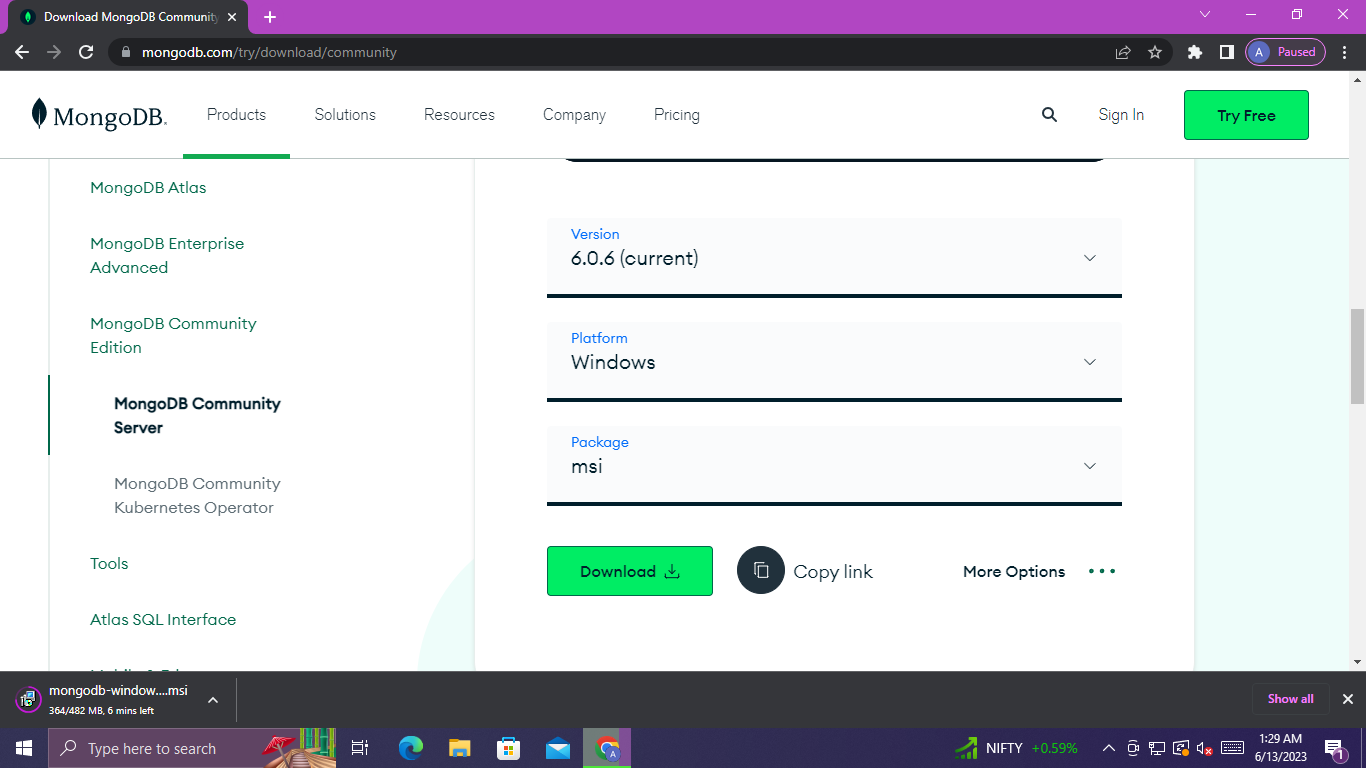 Download MongoDB Community
mongodb.com/try/download/community
A
Paused
MongoDB.
Products
Solutions
Resources
Company
Pricing
Sign In
Try Free
MongoDB Atlas
MongoDB Enterprise
Advanced
MongoDB Community
Edition
MongoDB Community
Server
MongoDB Community
Kubernetes Operator
Tools
Atlas SQL Interface
Version
6.0.6 (current)
Platform
Windows
Package
msi
Download
Copy link
More Options
mongodb-window....msi
364/482 MB, 6 mins left
Show all
Type here to search
A
NIFTY +0.59%
1:29 AM
6/13/2023
1